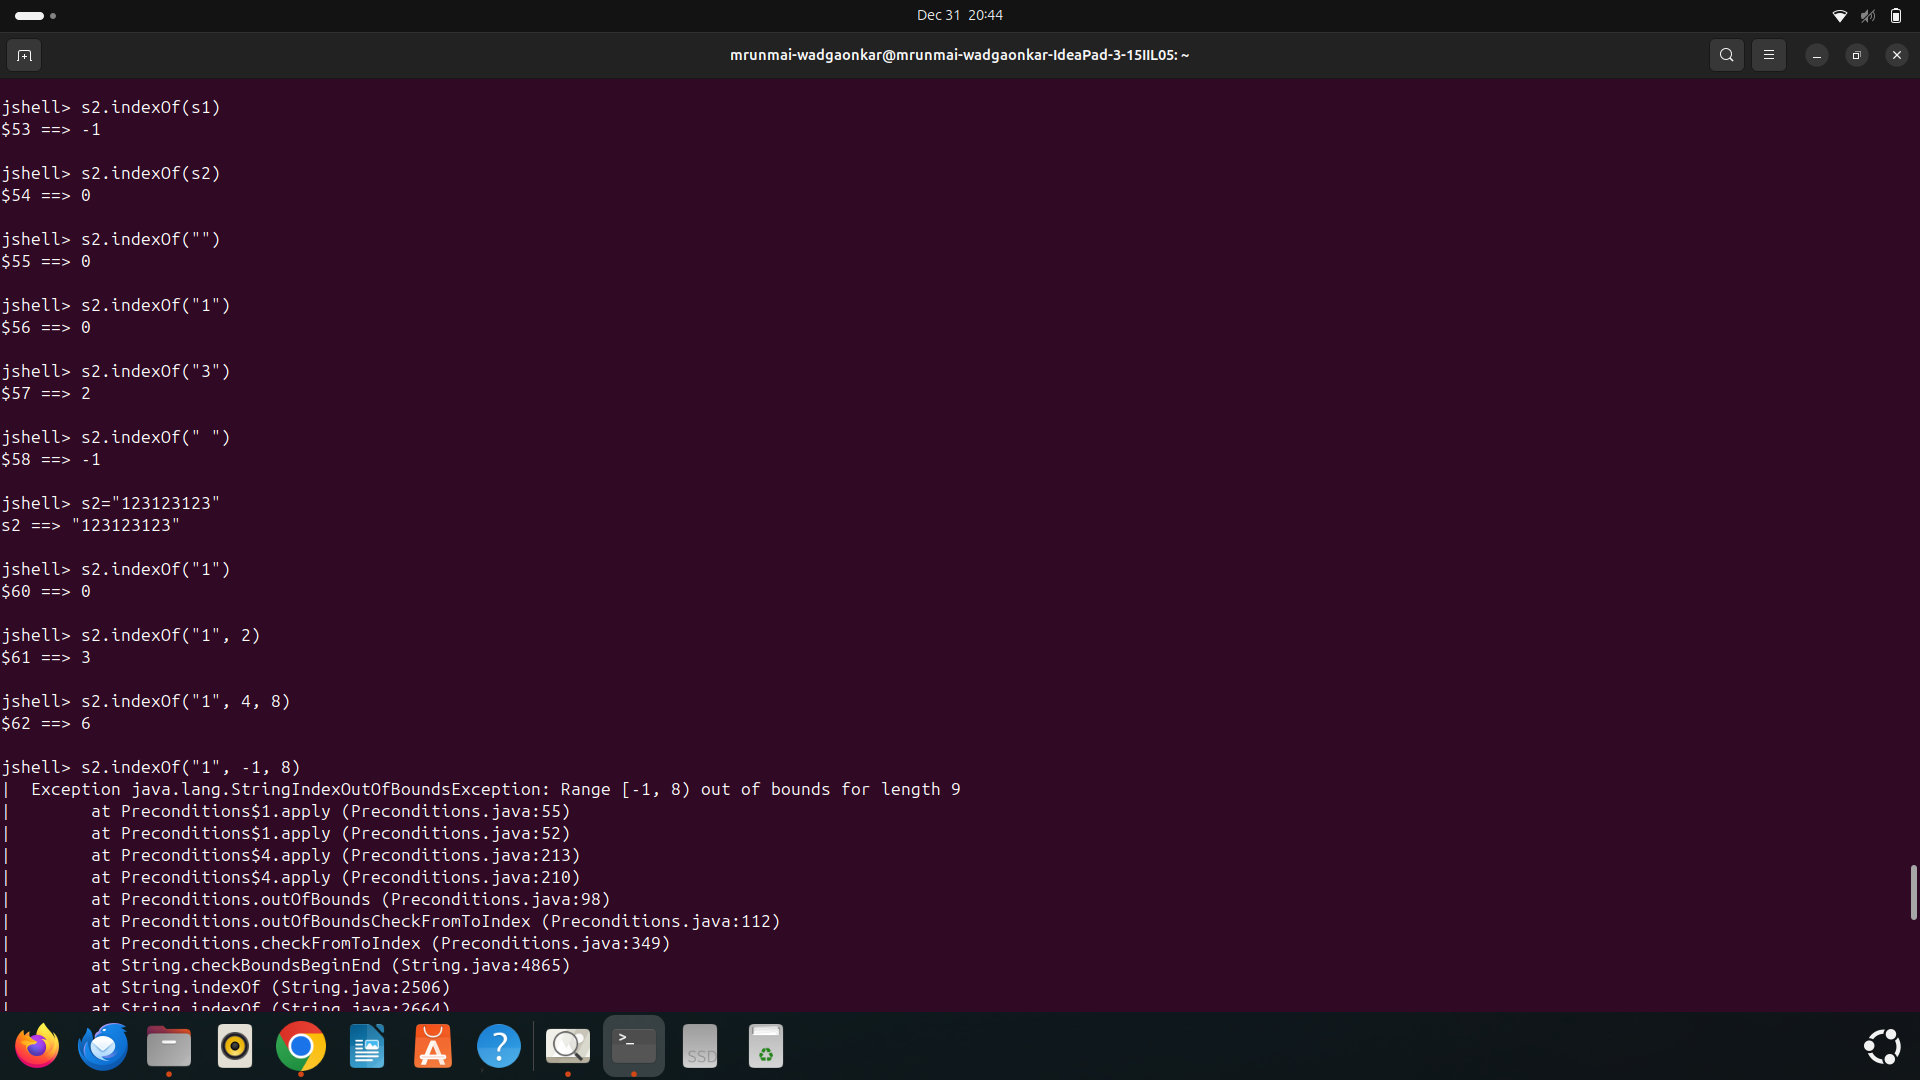 Dec 31 20:44
mrunmai-wadgaonkar@mrunmai-wadgaonkar-IdeaPad-3-15IIL05: ~
jshell> s2.indexOf(s1)
$53 ==> -1
jshell> s2.indexOf(s2)
$54 ==> 0
jshell> s2.indexOf("")
$55 ==> 0
jshell> s2.indexOf("1")
$56 ==> 0
jshell> s2.indexOf("3")
$57 ==> 2
jshell> s2.indexOf(" ")
$58 ==> -1
jshell> s2="123123123"
s2 ==> "123123123"
jshell> s2.indexOf("1")
$60 ==> 0
jshell> s2.indexOf("1", 2)
$61 ==> 3
jshell> s2.indexOf("1", 4, 8)
$62 ==> 6
jshell> s2.indexOf("1", -1, 8)
|  Exception java.lang.StringIndexOutOfBoundsException: Range [-1, 8) out of bounds for length 9
|        at Preconditions$1.apply (Preconditions.java:55)
|        at Preconditions$1.apply (Preconditions.java:52)
|        at Preconditions$4.apply (Preconditions.java:213)
|        at Preconditions$4.apply (Preconditions.java:210)
|        at Preconditions.outOfBounds (Preconditions.java:98)
|        at Preconditions.outOfBoundsCheckFromToIndex (Preconditions.java:112)
|        at Preconditions.checkFromToIndex (Preconditions.java:349)
|        at String.checkBoundsBeginEnd (String.java:4865)
|        at String.indexOf (String.java:2506)
|        at String.indexOf (String.java:2664)
SSD